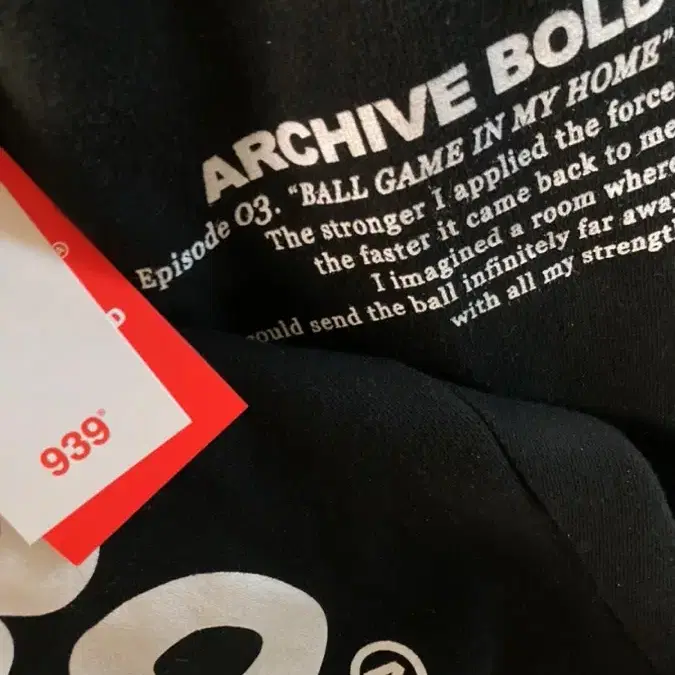 ARCHIVE BOLD
Episode 03. "BALL GAME IN MY HOME"
The stronger I applied the force
the faster it came back to me
I imagined a room where
ould send the ball infinitely far away
with all my strength
939